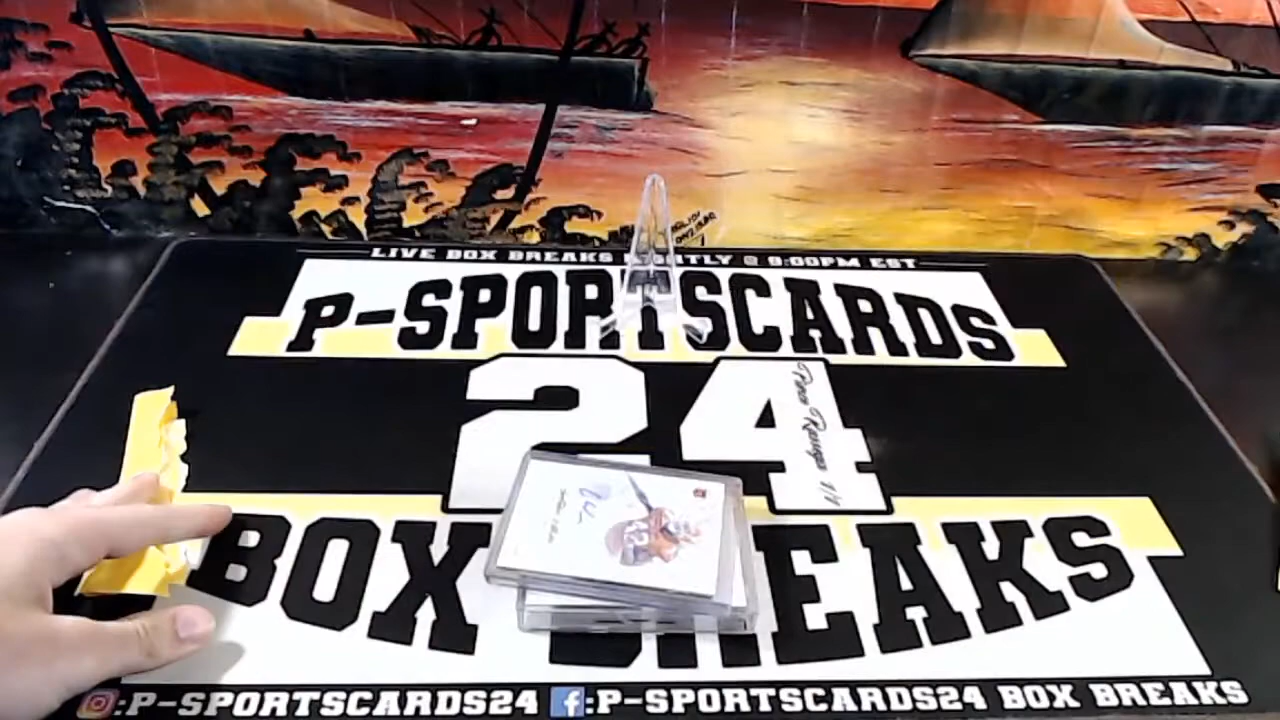 LIVE BOX BREAKS NIGHTLY @ 9:00PM EST
P-SPORTSCARDS
24
BOX BREAKS
:P-SPORTSCARDS24 :P-SPORTSCARDS24 BOX BREAKS